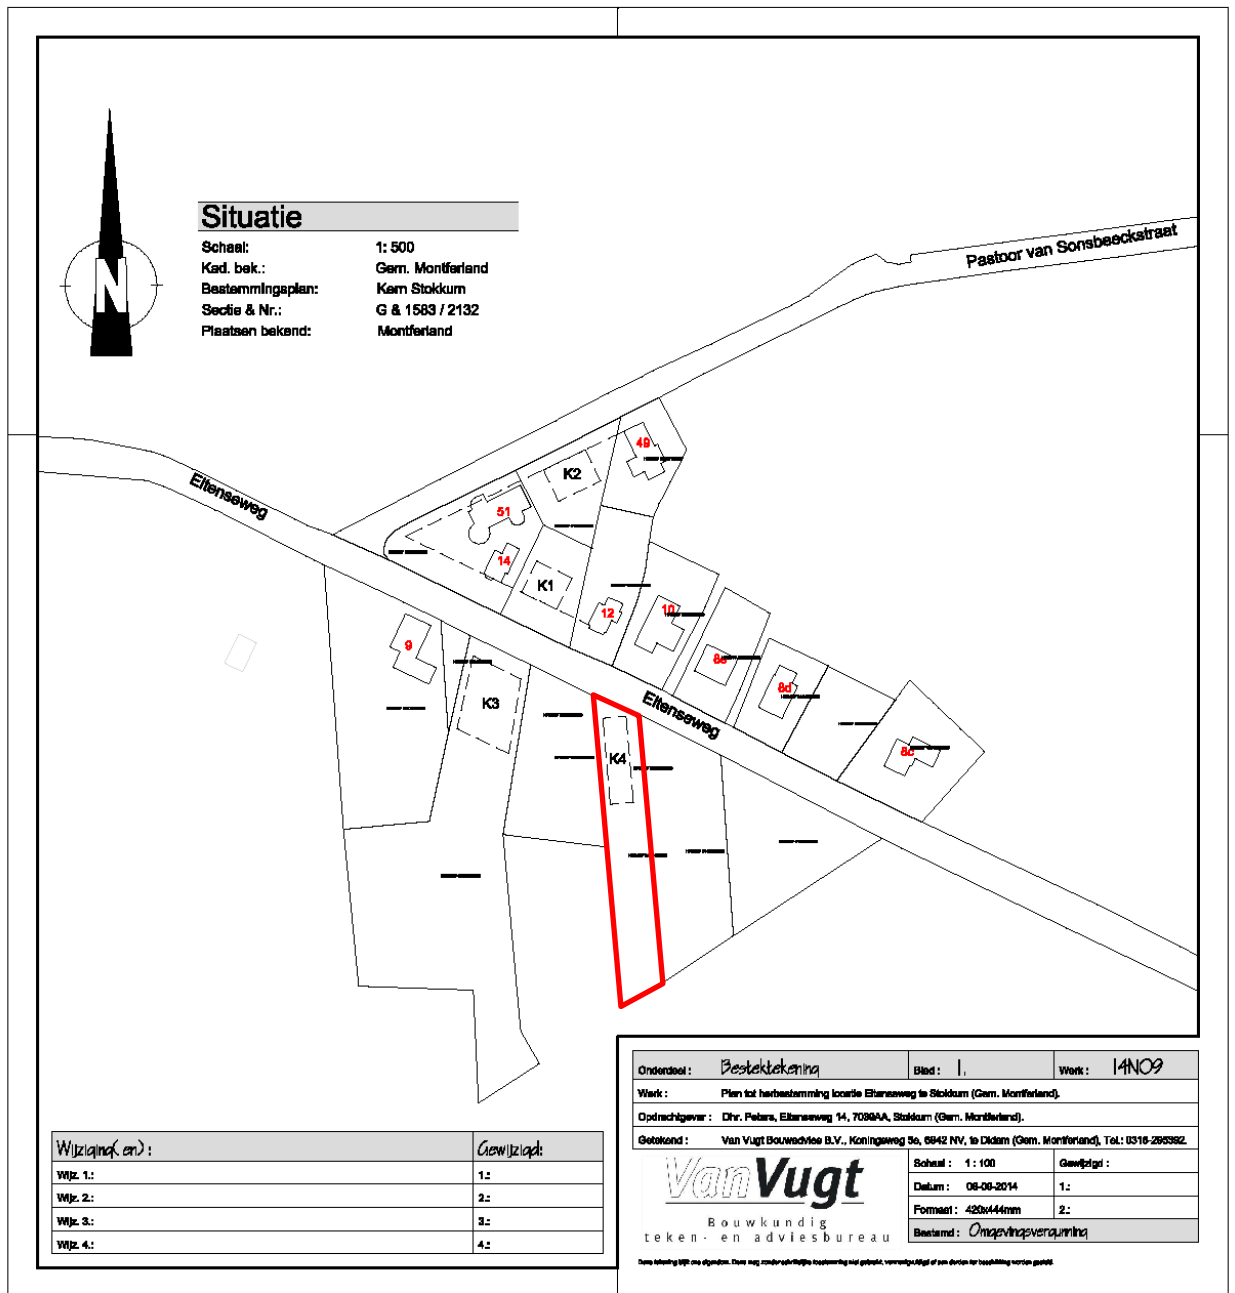 Situatie
Schaal: 1: 500
Kad. bek.: Gem. Montferland
Bestemmingsplan: Kern Stokkum
Sectie & Nr.: G & 1583 / 2132
Plaatsen bekend: Montferland
N
Pastoor van Sonsbeeckstraat
Eltenseweg
49
K2
51
14
K1
12
10
9
8e
8d
K3
Eltenseweg
8c
K4
Onderdeel: Bestektekening Blad: 1. Werk: 14N09
Werk: Plan tot herbestemming locatie Eltenseweg te Stokkum (Gem. Montferland).
Opdrachtgever: Dhr. Peters, Eltenseweg 14, 7039AA, Stokkum (Gem. Montferland).
Getekend: Van Vugt Bouwadvies B.V., Koningsweg 5e, 6942 NV, te Didam (Gem. Montferland), Tel.: 0316-295392.
VanVugt
Bouwkundig
teken- en adviesbureau
Schaal: 1: 100 Gewijzigd:
Datum: 06-06-2014 1.:
Formaat: 420x444mm 2.:
Bestand: Omgevingsvergunning
Wijziging(en): Gewijzigd:
Wijz. 1.: 1.:
Wijz. 2.: 2.:
Wijz. 3.: 3.:
Wijz. 4.: 4.: